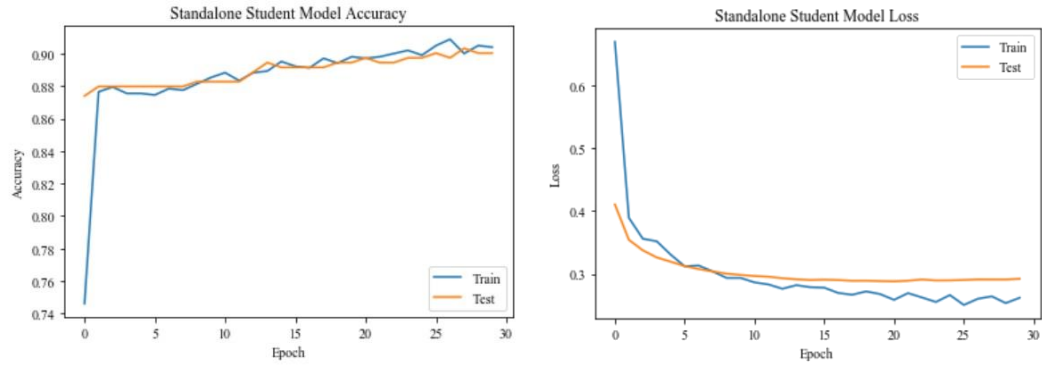 Standalone Student Model Accuracy
Accuracy
0.90
0.88
0.86
0.84
0.82
0.80
0.78
0.76
0.74
Train
Test
0 5 10 15 20 25 30
Epoch
Standalone Student Model Loss
Loss
0.6
0.5
0.4
0.3
Train
Test
0 5 10 15 20 25 30
Epoch